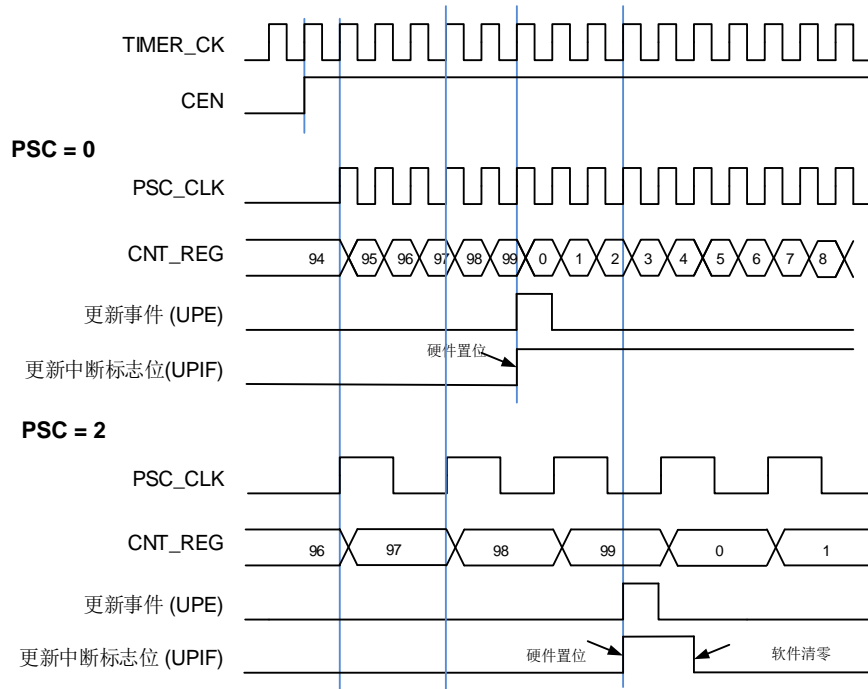 TIMER_CK
CEN
PSC = 0
PSC_CLK
CNT_REG 94 95 96 97 98 99 0 1 2 3 4 5 6 7 8
更新事件 (UPE)
硬件置位
更新中断标志位(UPIF)
PSC = 2
PSC_CLK
CNT_REG 96 97 98 99 0 1
更新事件 (UPE)
更新中断标志位 (UPIF) 硬件置位 软件清零